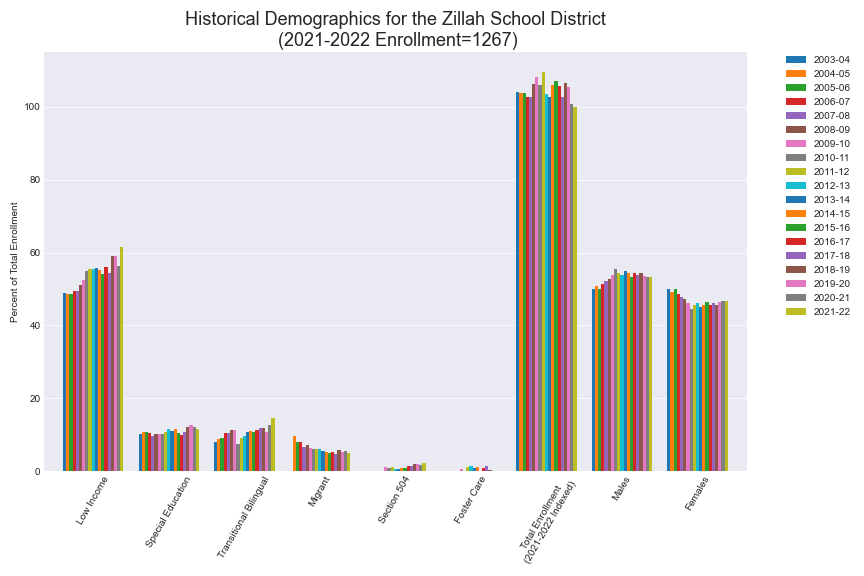 Historical Demographics for the Zillah School District
(2021-2022 Enrollment=1267)
Percent of Total Enrollment
100
80
60
40
20
0
Low Income
Special Education
Transitional Bilingual
Migrant
Section 504
Foster Care
Total Enrollment
(2021-2022 Indexed)
Males
Females
2003-04
2004-05
2005-06
2006-07
2007-08
2008-09
2009-10
2010-11
2011-12
2012-13
2013-14
2014-15
2015-16
2016-17
2017-18
2018-19
2019-20
2020-21
2021-22